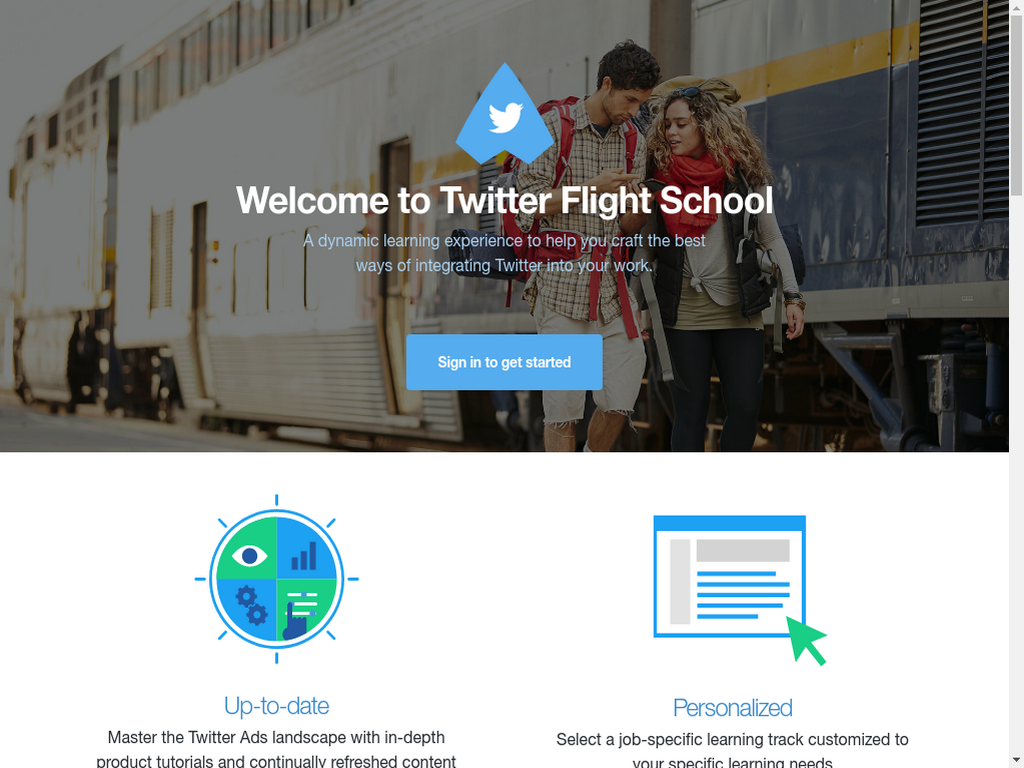 Welcome to Twitter Flight School
A dynamic learning experience to help you craft the best
ways of integrating Twitter into your work.
Sign in to get started
Up-to-date
Master the Twitter Ads landscape with in-depth
product tutorials and continually refreshed content
Personalized
Select a job-specific learning track customized to
your specific learning needs.